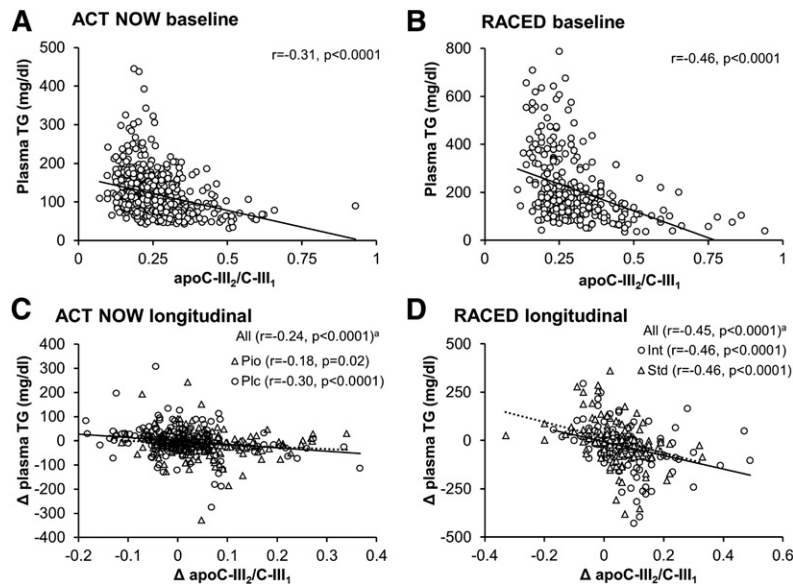 A
ACT NOW baseline
r=-0.31, p<0.0001
Plasma TG (mg/dl)
500
400
300
200
100
0
0
0.25
0.5
0.75
1
apoC-III₂/C-III₁
B
RACED baseline
r=-0.46, p<0.0001
Plasma TG (mg/dl)
800
600
400
200
0
0
0.25
0.5
0.75
1
apoC-III₂/C-III₁
C
ACT NOW longitudinal
All (r=-0.24, p<0.0001)ᵃ
Pio (r=-0.18, p=0.02)
Plc (r=-0.30, p<0.0001)
Δ plasma TG (mg/dl)
400
300
200
100
0
-100
-200
-300
-400
-0.2
-0.1
0
0.1
0.2
0.3
0.4
Δ apoC-III₂/C-III₁
D
RACED longitudinal
All (r=-0.45, p<0.0001)ᵃ
Int (r=-0.46, p<0.0001)
Std (r=-0.46, p<0.0001)
Δ plasma TG (mg/dl)
500
250
0
-250
-500
-0.6
-0.4
-0.2
0
0.2
0.4
0.6
Δ apoC-III₂/C-III₁